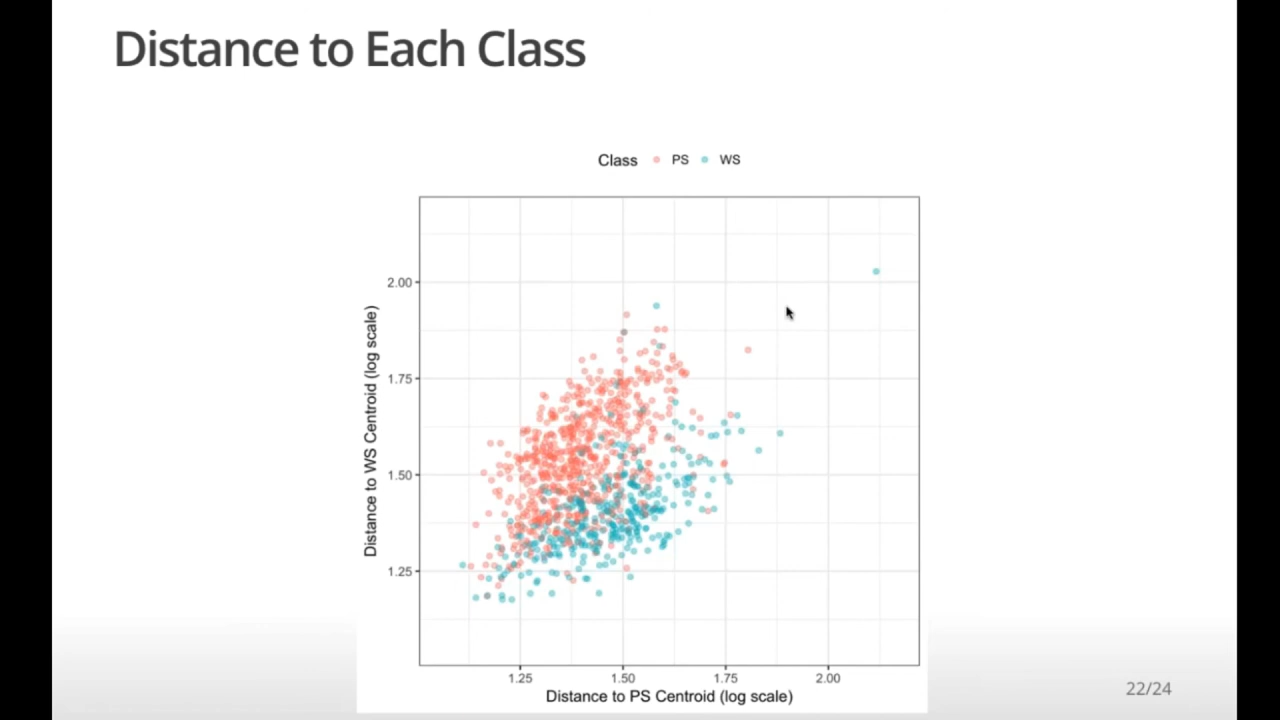 Distance to Each Class
Class PS WS
Distance to WS Centroid (log scale)
2.00
1.75
1.50
1.25
1.25 1.50 1.75 2.00
Distance to PS Centroid (log scale)
22/24